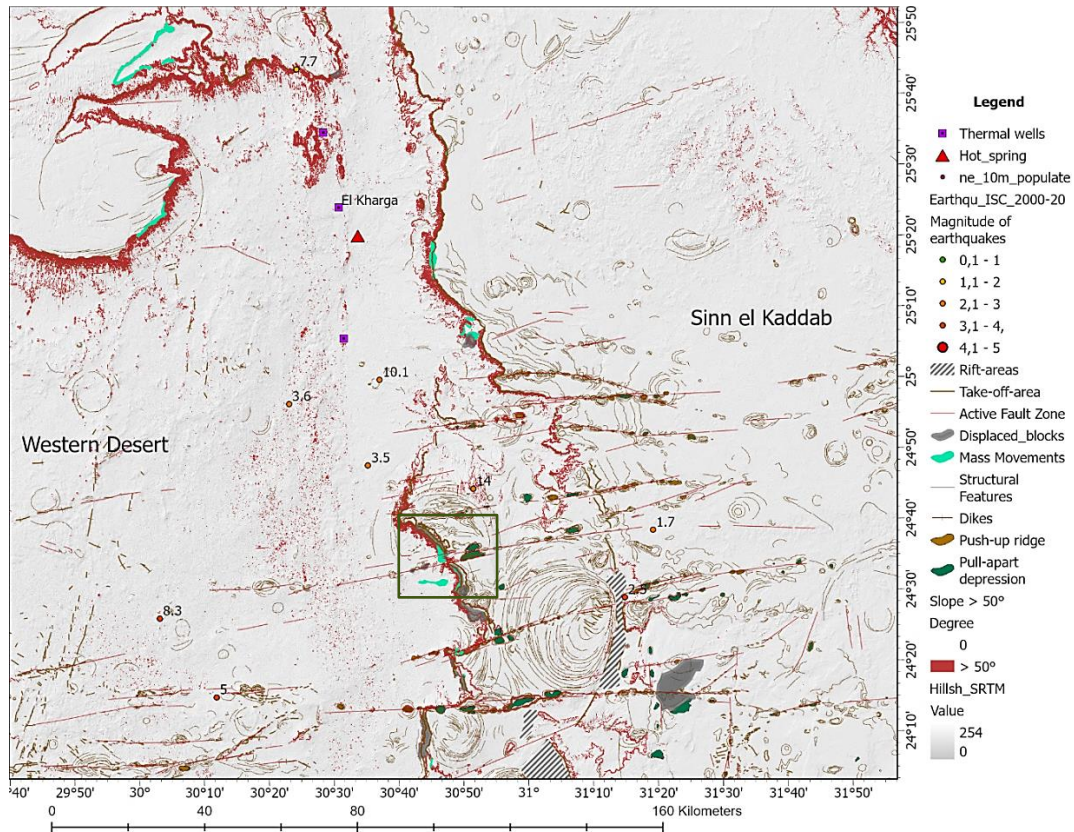 7.7
El Kharga
Sinn el Kaddab
10.1
3.6
Western Desert
3.5
14
1.7
2.5
8.3
5
25°50
25°40'
25°30'
25°20'
25°10'
25°
24°50'
24°40'
24°30'
24°20'
24°10'
°40'
29°50'
30°
30°10'
30°20'
30°30'
30°40'
30°50'
31°
31°10'
31°20'
31°30'
31°40'
31°50'
0
40
80
160 Kilometers
Legend
Thermal wells
Hot_spring
ne_10m_populate
Earthqu_ISC_2000-20
Magnitude of
earthquakes
0,1 - 1
1,1 - 2
2,1 - 3
3,1 - 4,
4,1 - 5
Rift-areas
Take-off-area
Active Fault Zone
Displaced_blocks
Mass Movements
Structural
Features
Dikes
Push-up ridge
Pull-apart
depression
Slope > 50°
Degree
0
> 50°
Hillsh_SRTM
Value
254
0